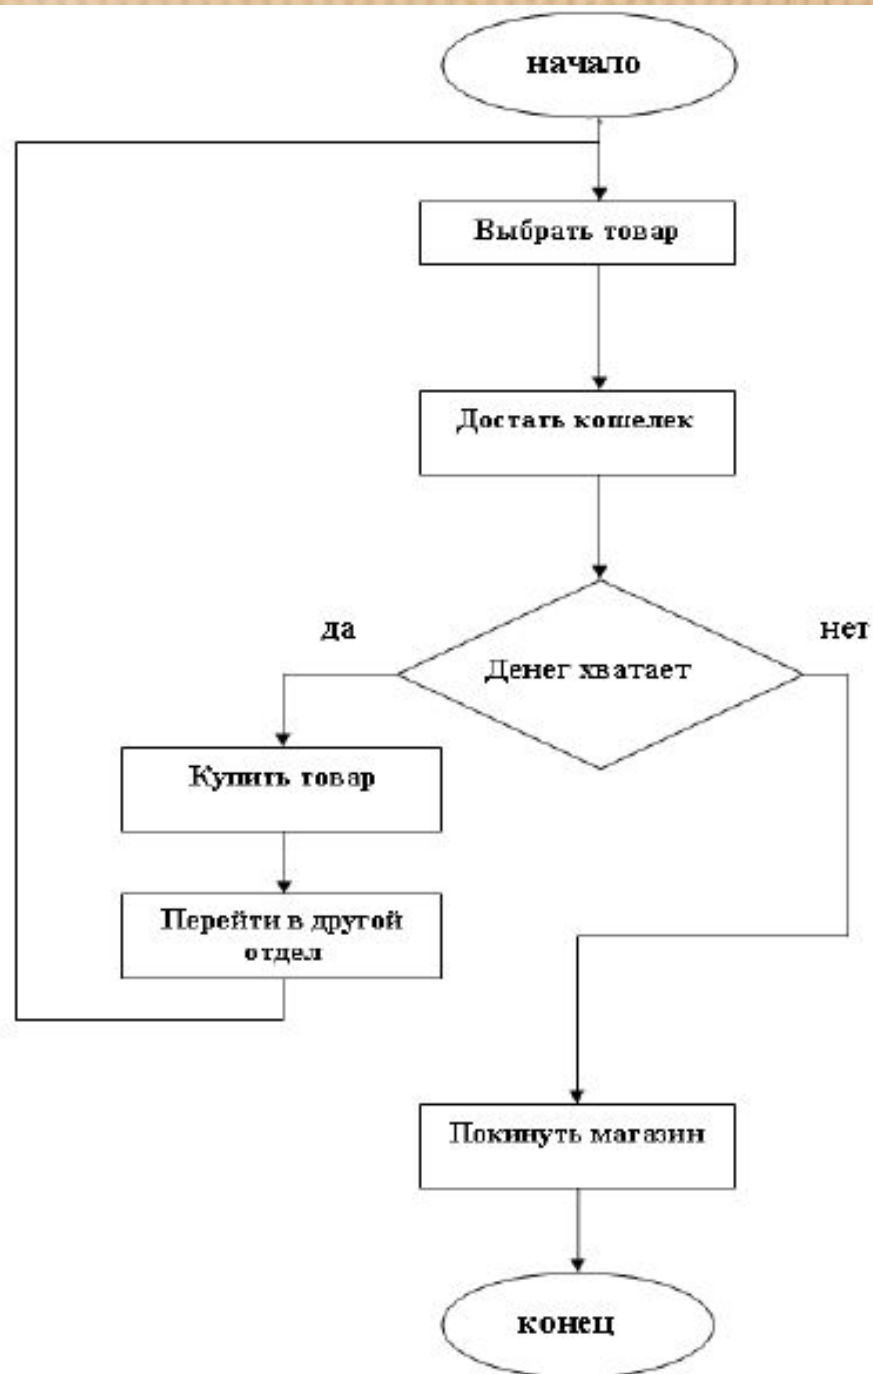 начало
Выбрать товар
Достать кошелек
да
нет
Денег хватает
Купить товар
Перейти в другой
отдел
Покинуть магазин
конец